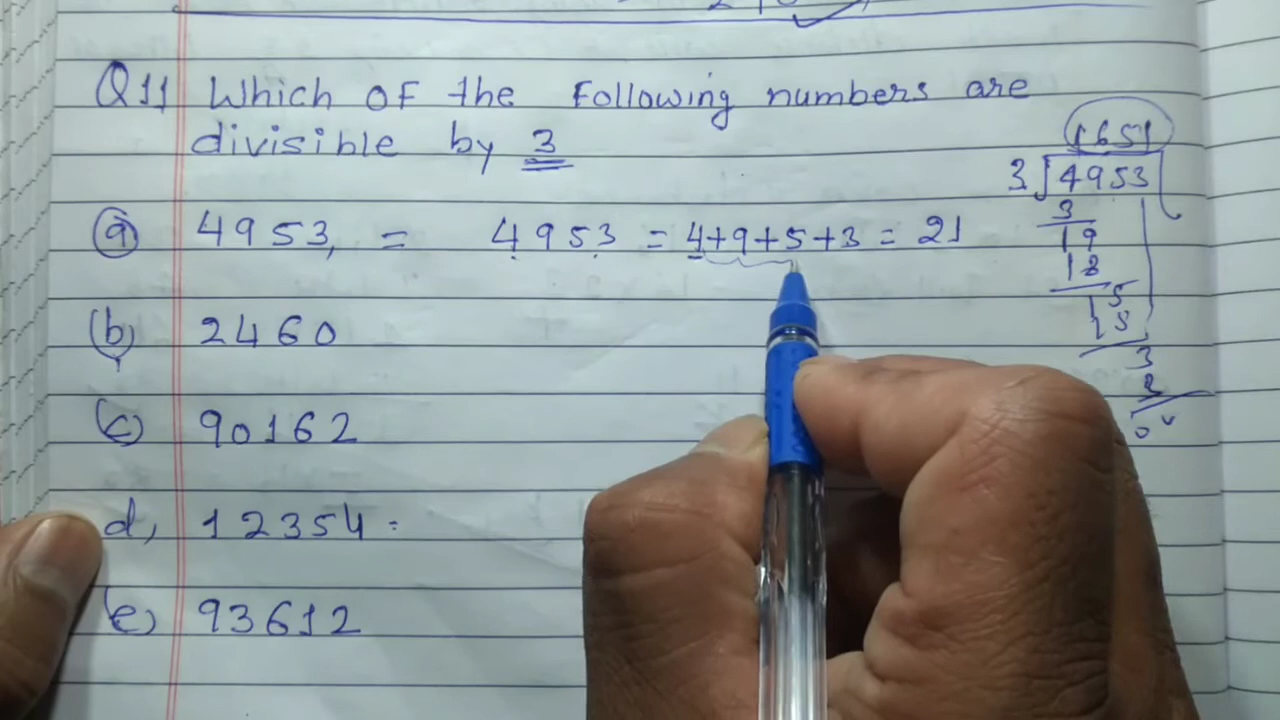 Q11 Which of the following numbers are
divisible by 3
(a) 4953, = 4953 = 4+9+5+3 = 21
(b) 2460
(c) 90162
d, 12354 =
(e) 93612
1651
3 4953
3
19
18
15
15
3
0